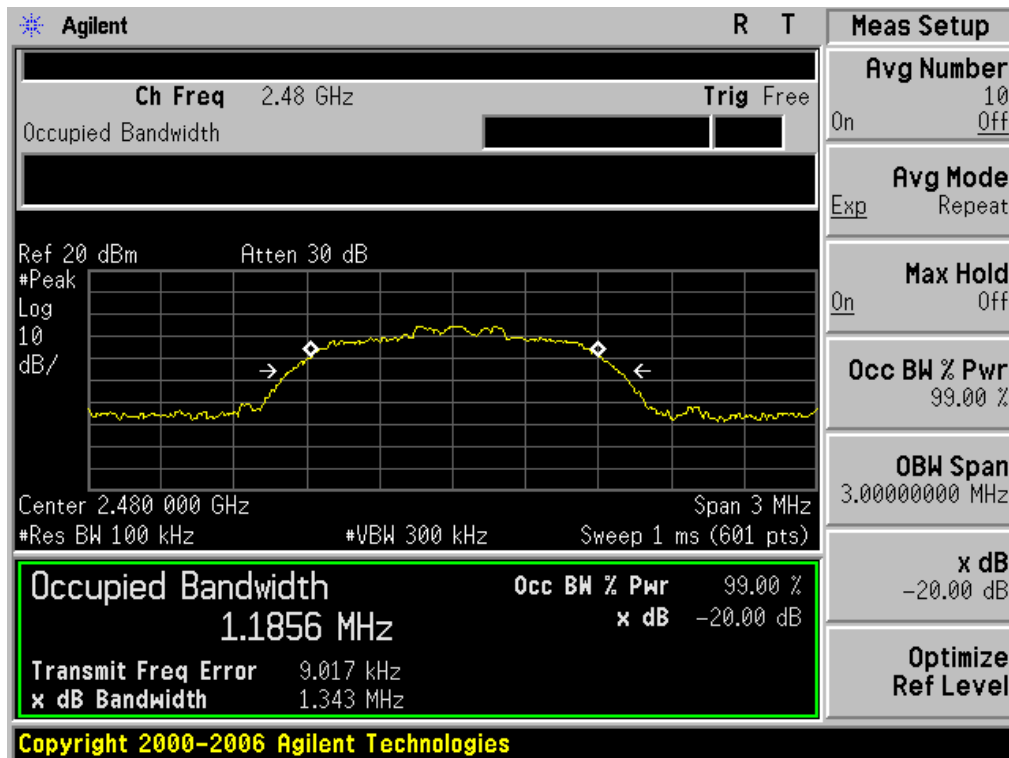 Agilent R T
Ch Freq 2.48 GHz Trig Free
Occupied Bandwidth
Ref 20 dBm Atten 30 dB
#Peak
Log
10
dB/
Center 2.480 000 GHz Span 3 MHz
#Res BW 100 kHz #VBW 300 kHz Sweep 1 ms (601 pts)
Occupied Bandwidth Occ BW % Pwr 99.00 %
1.1856 MHz x dB -20.00 dB
Transmit Freq Error 9.017 kHz
x dB Bandwidth 1.343 MHz
Copyright 2000-2006 Agilent Technologies
Meas Setup
Avg Number
10
On Off
Avg Mode
Exp Repeat
Max Hold
On Off
Occ BW % Pwr
99.00 %
OBW Span
3.00000000 MHz
x dB
-20.00 dB
Optimize
Ref Level